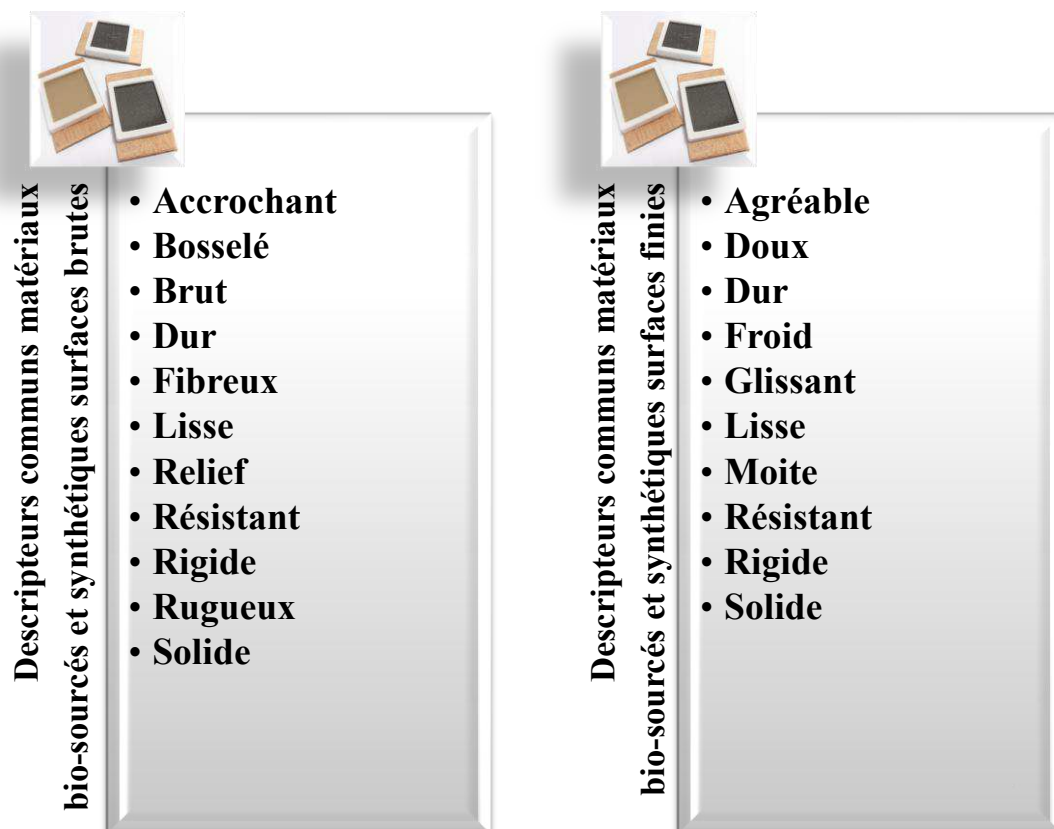 Descripteurs communs matériaux
bio-sourcés et synthétiques surfaces brutes
• Accrochant
• Bosselé
• Brut
• Dur
• Fibreux
• Lisse
• Relief
• Résistant
• Rigide
• Rugueux
• Solide
Descripteurs communs matériaux
bio-sourcés et synthétiques surfaces finies
• Agréable
• Doux
• Dur
• Froid
• Glissant
• Lisse
• Moite
• Résistant
• Rigide
• Solide